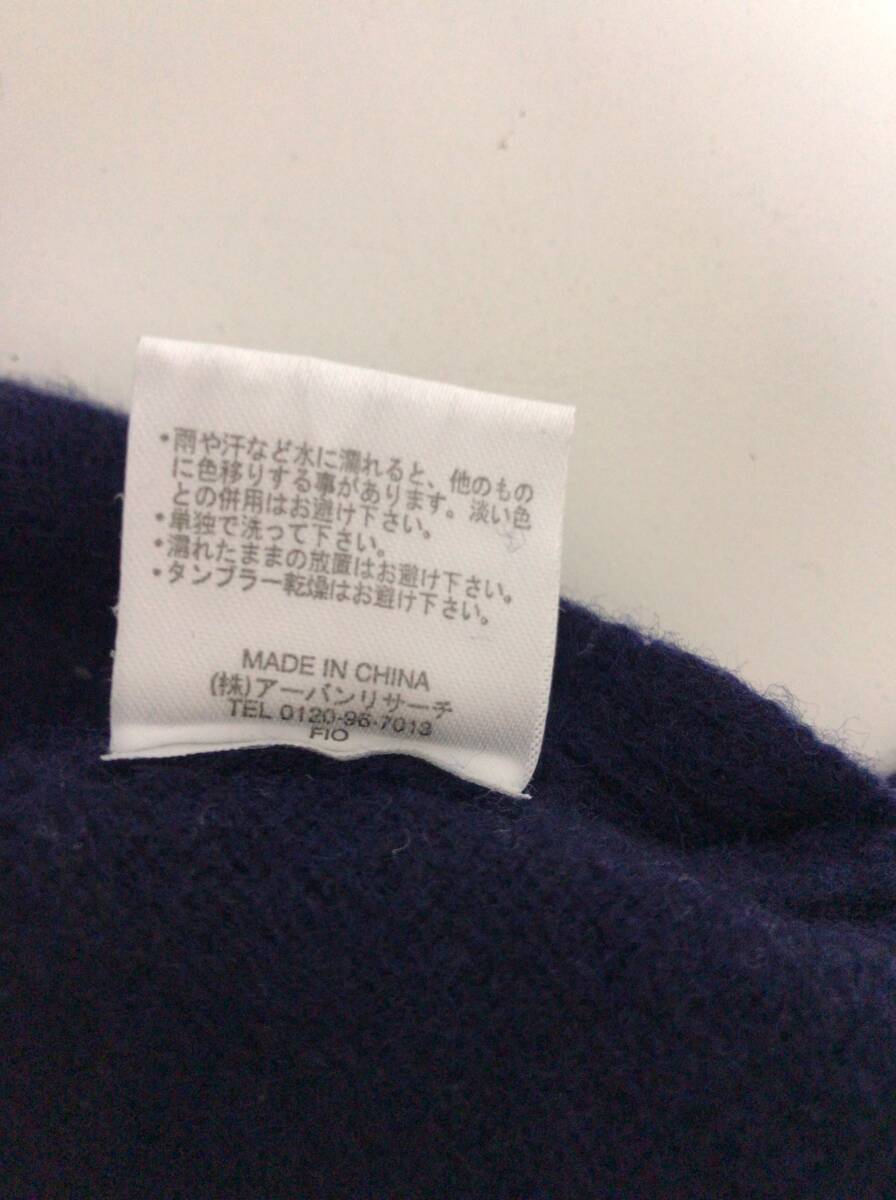 ・雨や汗など水に濡れると、他のもの
に色移りする事があります。淡い色
との併用はお避け下さい。
・単独で洗って下さい。
・濡れたままの放置はお避け下さい。
・タンブラー乾燥はお避け下さい。
MADE IN CHINA
(株)アーバンリサーチ
TEL 0120-96-7013
FIO